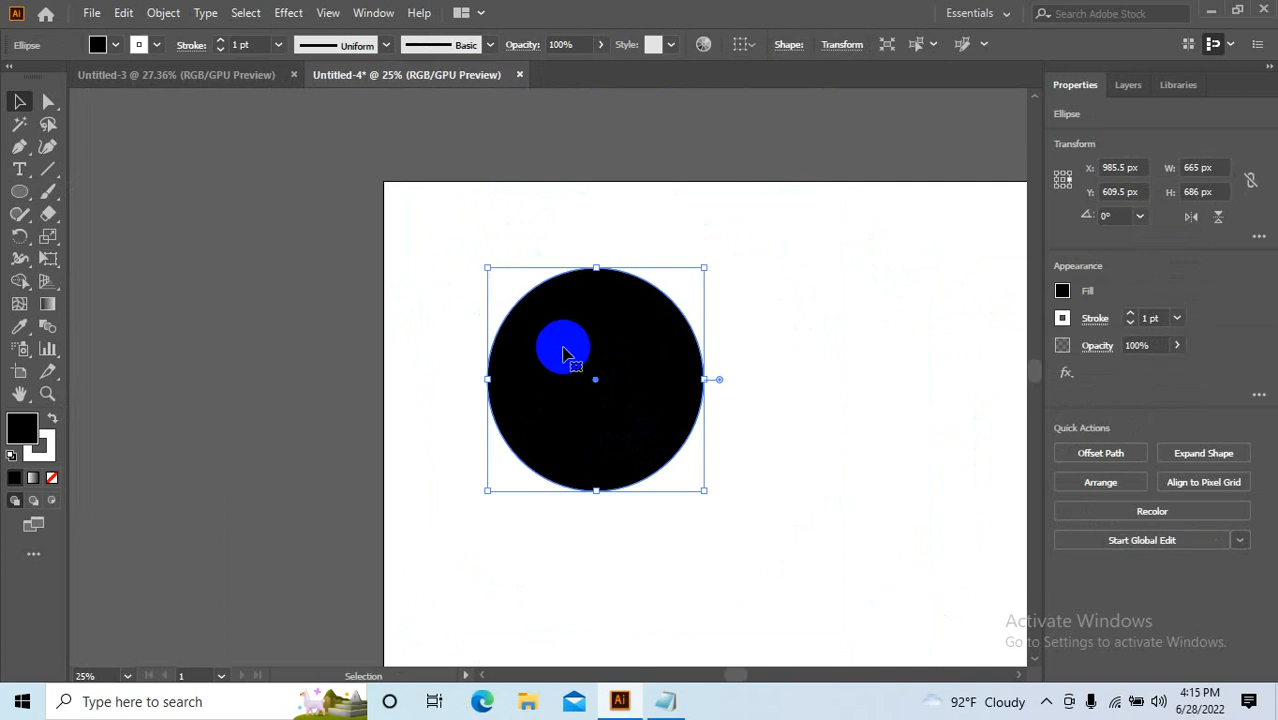 Ai File Edit Object Type Select Effect View Window Help Essentials Search Adobe Stock
Ellipse Stroke: 1 pt Uniform Basic Opacity: 100% Style: Shape: Transform
Untitled-3 @ 27.36% (RGB/GPU Preview) × Untitled-4* @ 25% (RGB/GPU Preview) ×
Properties Layers Libraries
Ellipse
Transform
X: 985.5 px W: 665 px
Y: 609.5 px H: 686 px
0°
Appearance
Fill
Stroke 1 pt
Opacity 100%
fx.
Quick Actions
Offset Path Expand Shape
Arrange Align to Pixel Grid
Recolor
Start Global Edit
Activate Windows
Go to Settings to activate Windows.
25% 1 Selection
Type here to search Ai 92°F Cloudy 4:15 PM
6/28/2022